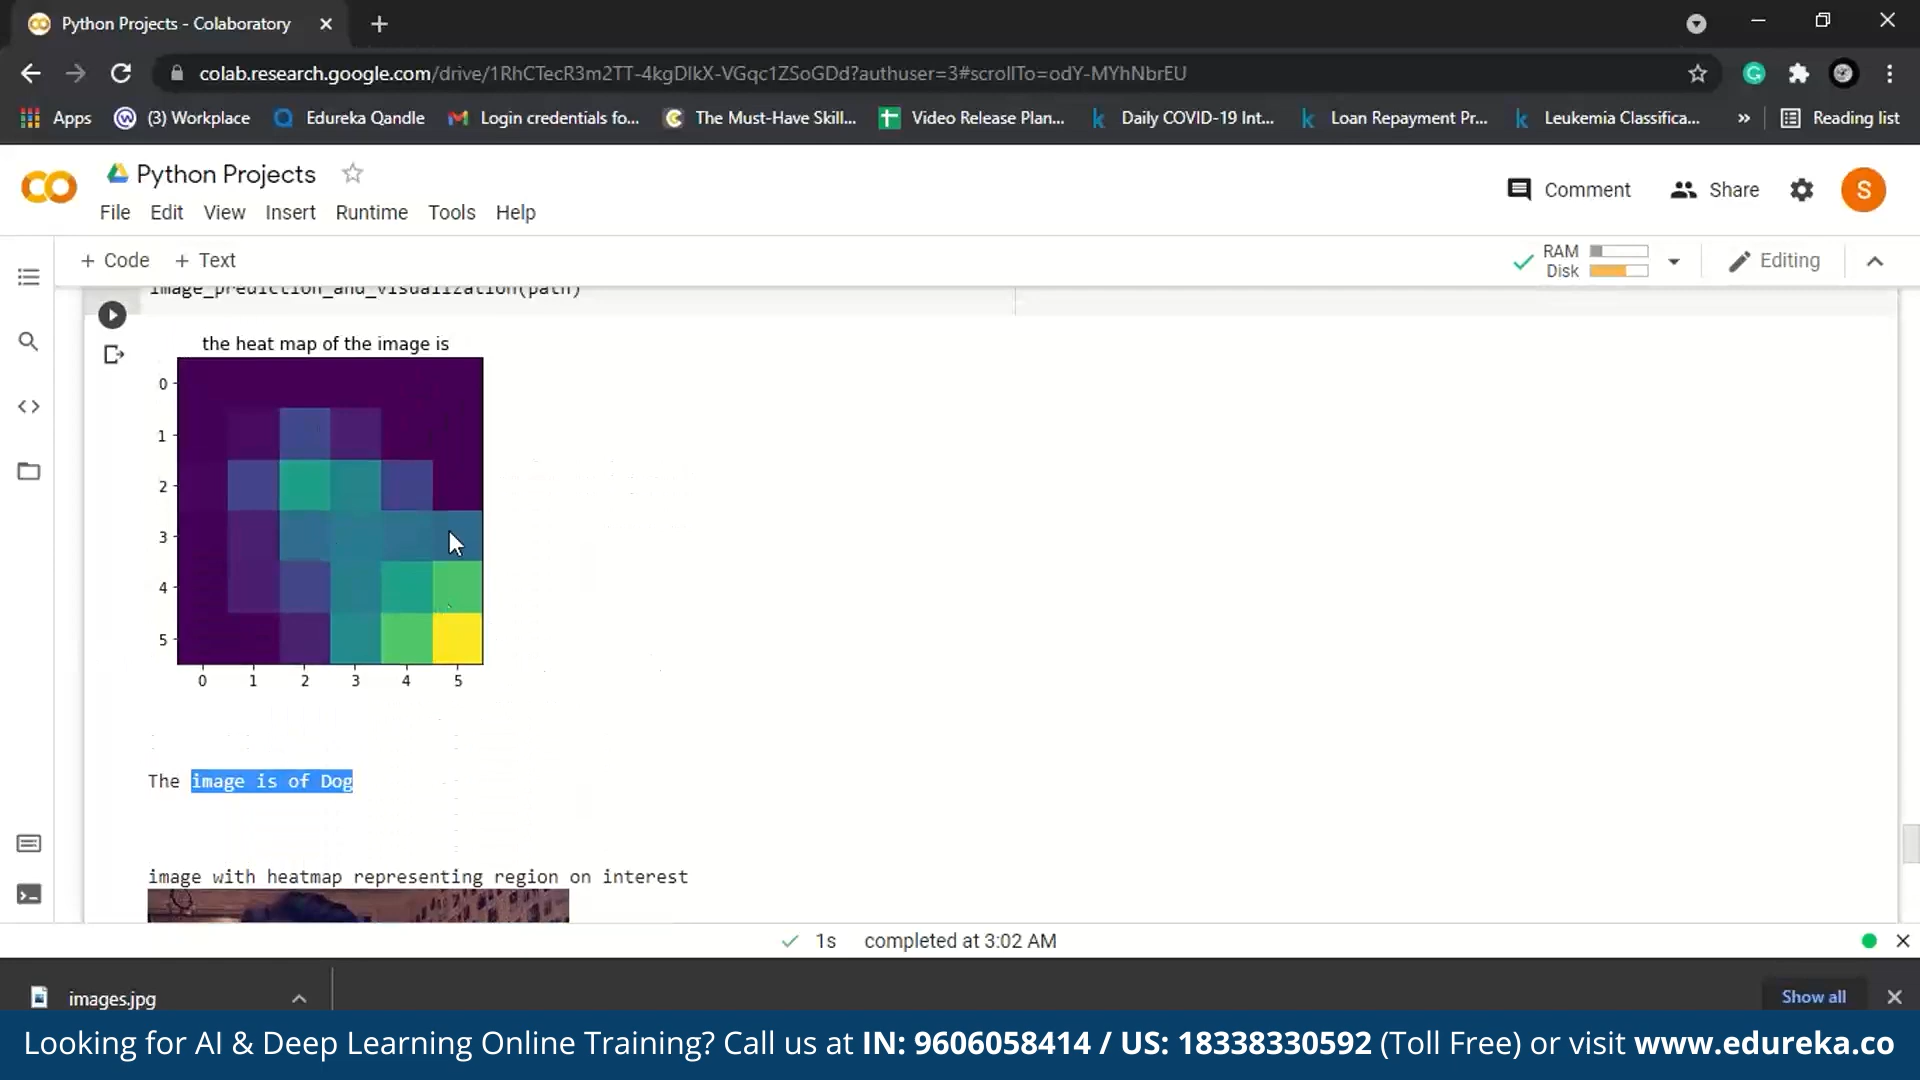 Python Projects - Colaboratory
colab.research.google.com/drive/1RhCTecR3m2TT-4kgDlkX-VGqc1ZSoGDd?authuser=3#scrollTo=odY-MYhNbrEU
Apps (3) Workplace Edureka Qandle Login credentials fo... The Must-Have Skill... Video Release Plan... Daily COVID-19 Int... Loan Repayment Pr... Leukemia Classifica... » Reading list
Python Projects
Comment Share S
File Edit View Insert Runtime Tools Help
+ Code + Text
RAM
Disk
Editing
image_prediction_and_visualization(path)
the heat map of the image is
0
1
2
3
4
5
0 1 2 3 4 5
The image is of Dog
image with heatmap representing region on interest
1s completed at 3:02 AM
images.jpg
Show all
Looking for AI & Deep Learning Online Training? Call us at IN: 9606058414 / US: 18338330592 (Toll Free) or visit www.edureka.co